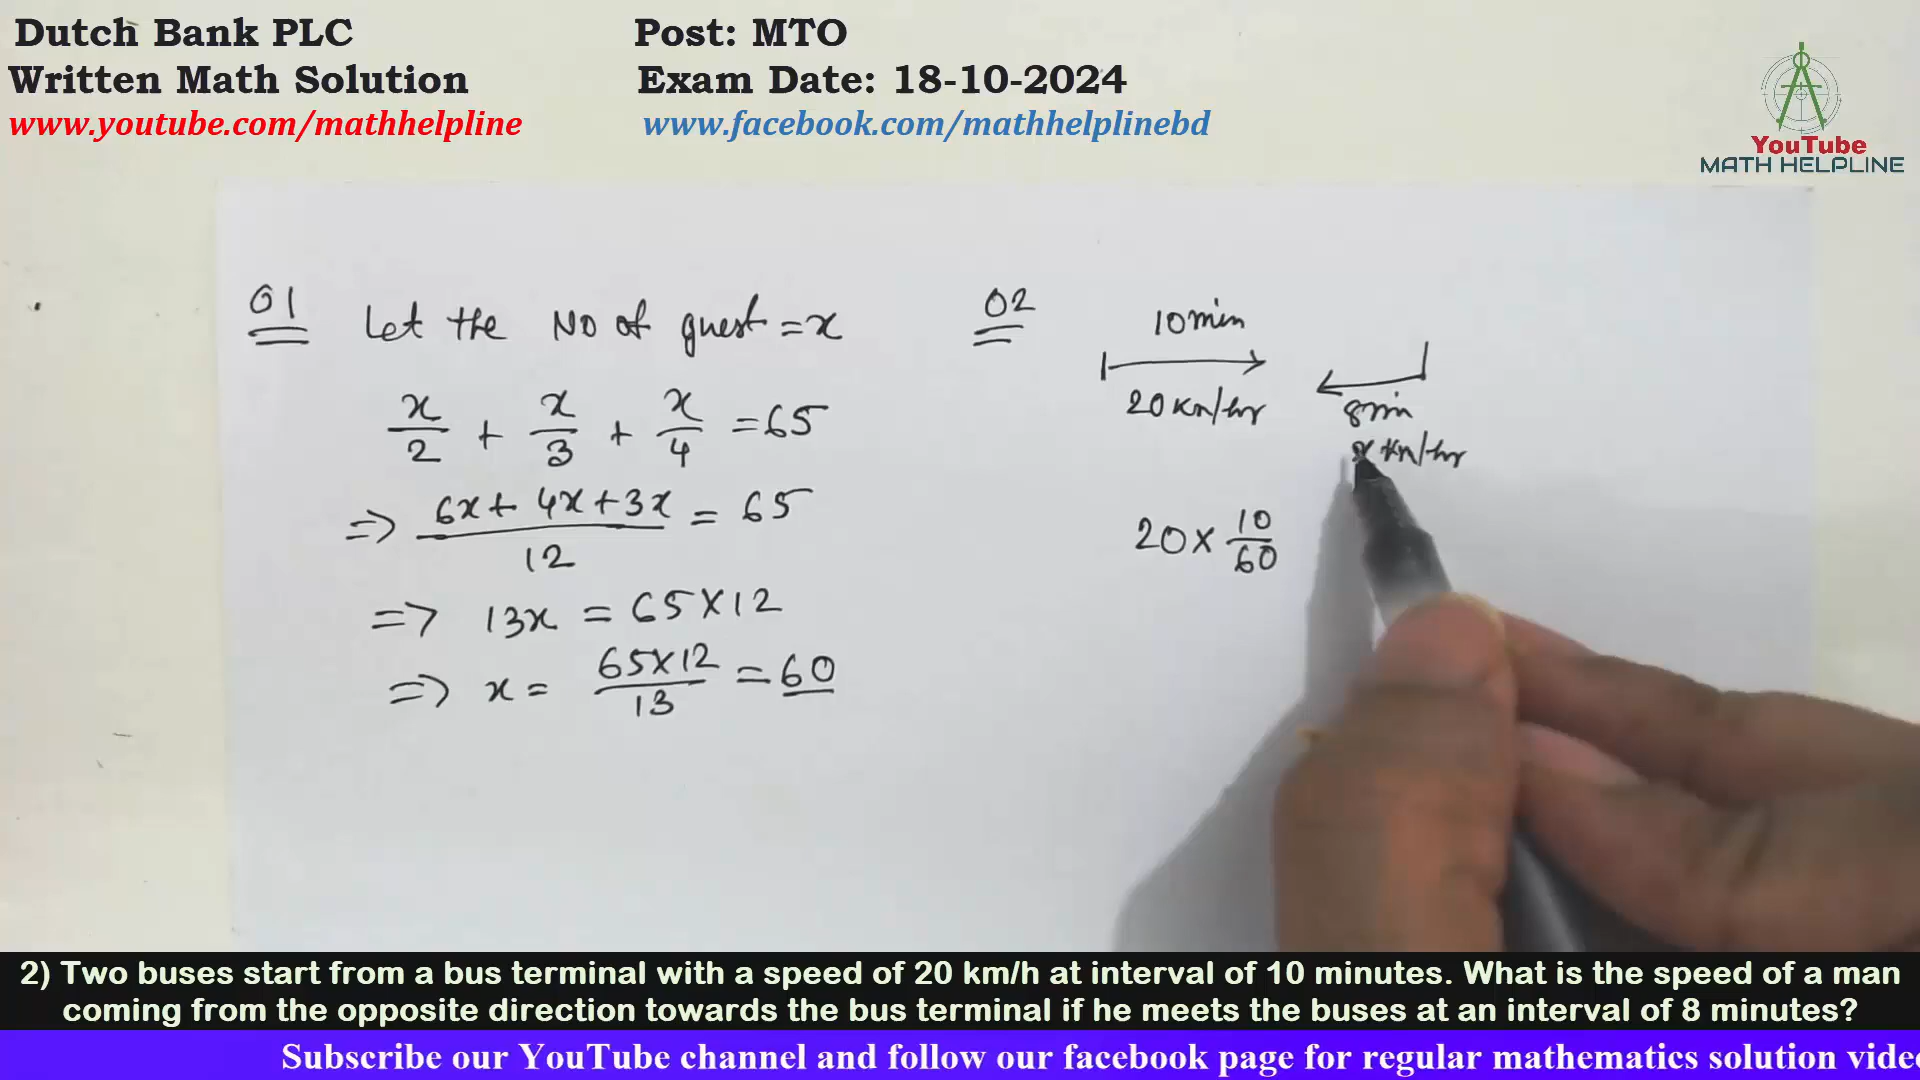 Dutch Bank PLC
Post: MTO
Written Math Solution
Exam Date: 18-10-2024
www.youtube.com/mathhelpline
www.facebook.com/mathhelplinebd
YouTube
MATH HELPLINE
01 Let the No of guest = x
x/2 + x/3 + x/4 = 65
=> 6x + 4x + 3x / 12 = 65
=> 13x = 65 × 12
=> x = 65×12 / 13 = 60
02
10 min
20 Km/hr
8 min
x Km/hr
20 × 10/60
2) Two buses start from a bus terminal with a speed of 20 km/h at interval of 10 minutes. What is the speed of a man
coming from the opposite direction towards the bus terminal if he meets the buses at an interval of 8 minutes?
Subscribe our YouTube channel and follow our facebook page for regular mathematics solution